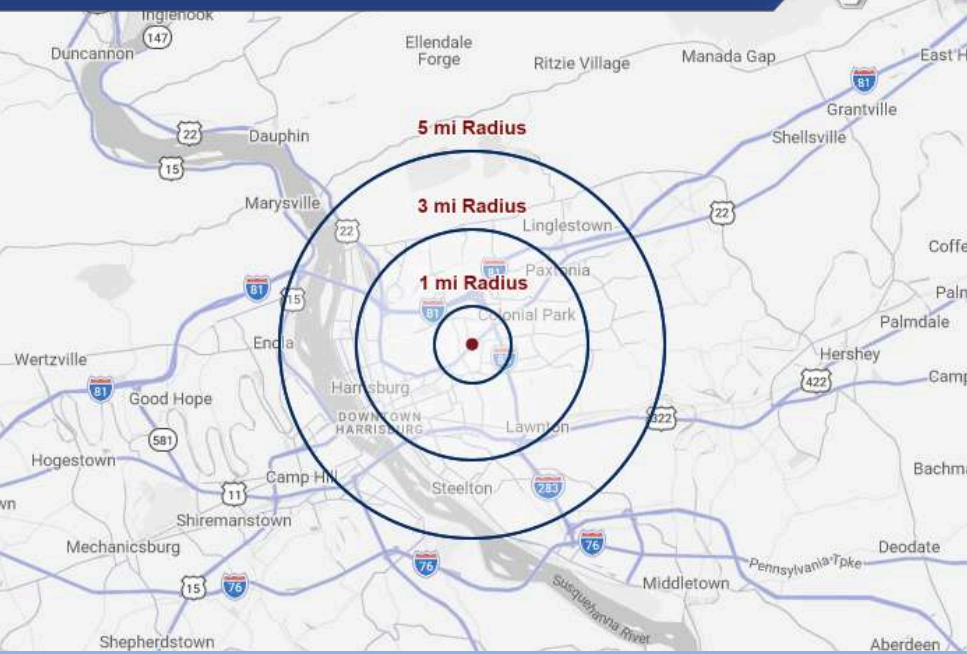 Inglenook
147
Duncannon
Ellendale
Forge
Ritzie Village
Manada Gap
East H
81
Grantville
22
Dauphin
Shellsville
5 mi Radius
15
Marysville
3 mi Radius
22
22
Linglestown
Coffe
81
Paxtonia
1 mi Radius
81
15
Palm
81
Colonial Park
Palmdale
Enola
Wertzville
Hershey
422
Camp
81
Harrisburg
Good Hope
DOWNTOWN
HARRISBURG
322
Lawnton
581
Hogestown
Camp Hill
Bachma
Steelton
283
11
wn
Shiremanstown
76
Mechanicsburg
Deodate
76
Pennsylvania Tpke
15
76
Middletown
Susquehanna River
Shepherdstown
Aberdeen